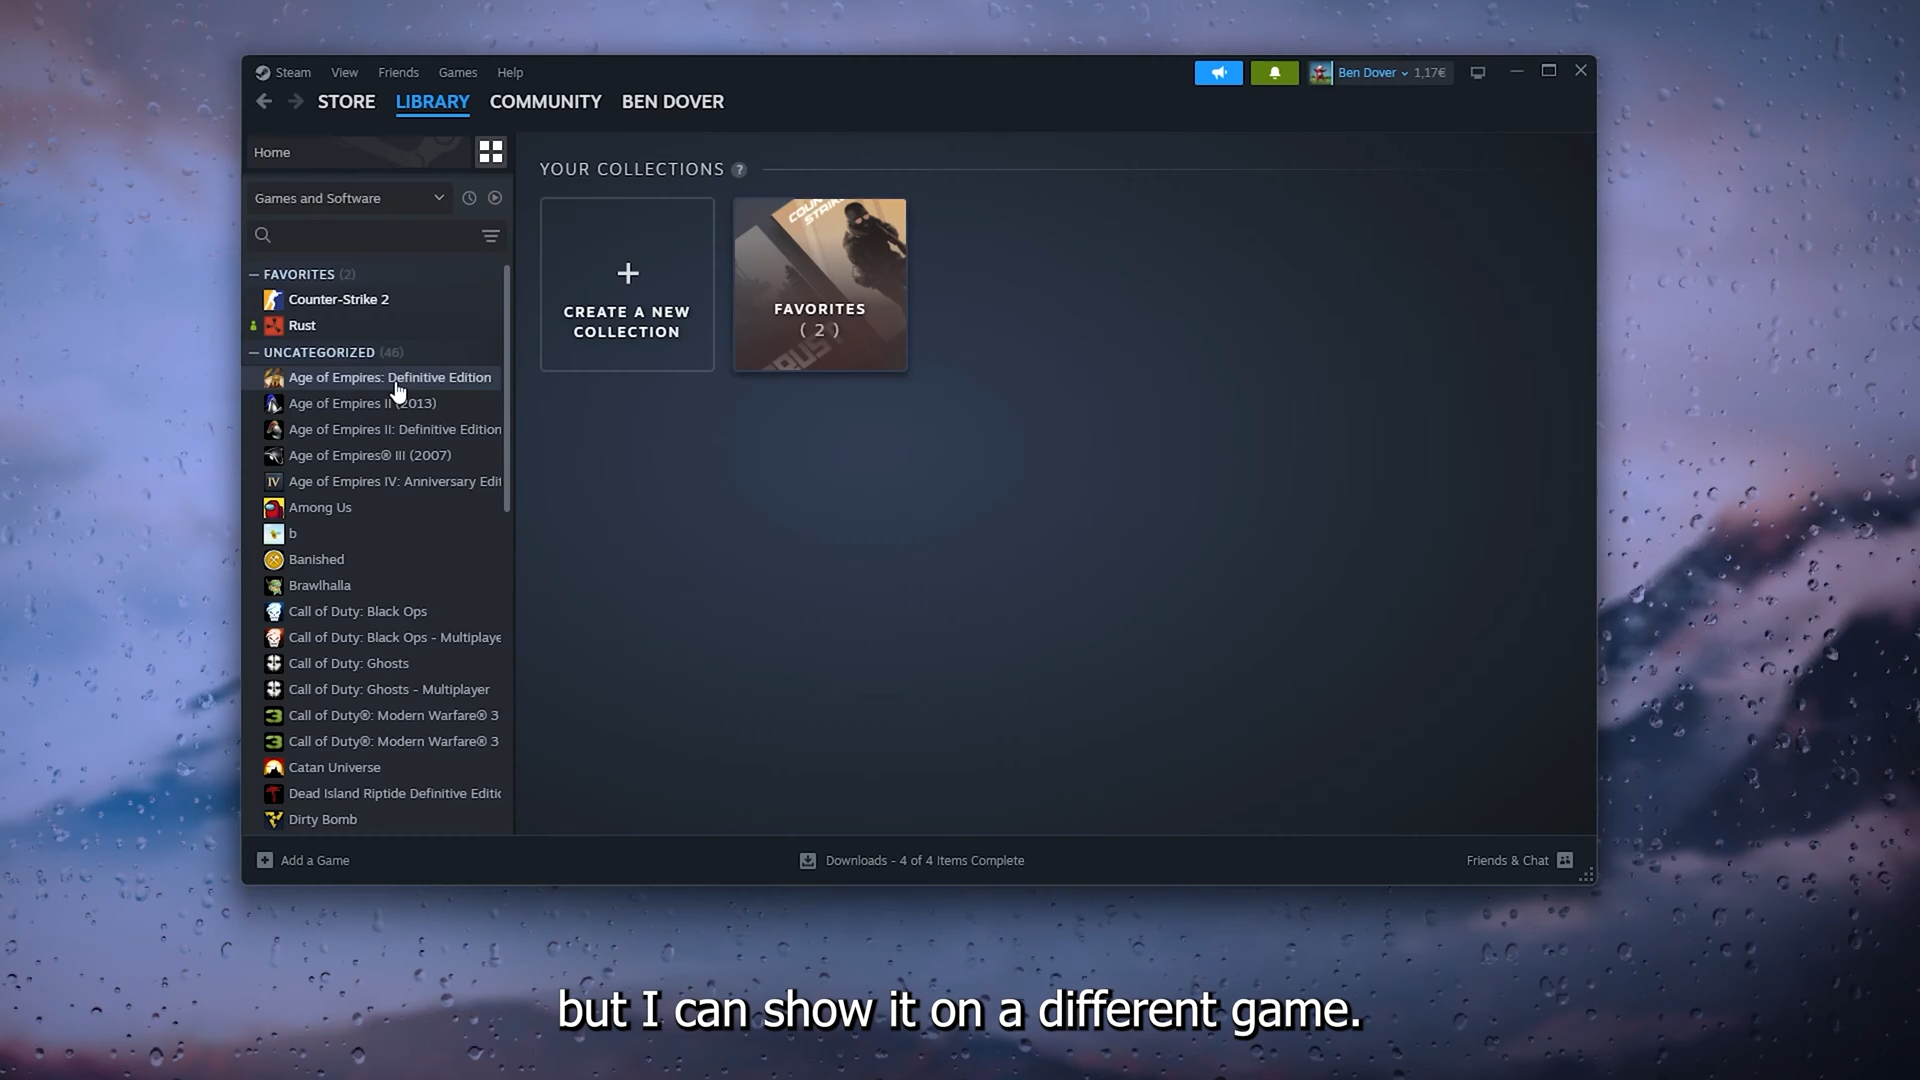 Steam View Friends Games Help
Ben Dover 1,17€
STORE LIBRARY COMMUNITY BEN DOVER
Home
Games and Software
FAVORITES (2)
Counter-Strike 2
Rust
UNCATEGORIZED (46)
Age of Empires: Definitive Edition
Age of Empires II (2013)
Age of Empires II: Definitive Edition
Age of Empires® III (2007)
IV
Age of Empires IV: Anniversary Edit
Among Us
b
Banished
Brawlhalla
Call of Duty: Black Ops
Call of Duty: Black Ops - Multiplaye
Call of Duty: Ghosts
Call of Duty: Ghosts - Multiplayer
3
Call of Duty®: Modern Warfare® 3
3
Call of Duty®: Modern Warfare® 3
Catan Universe
Dead Island Riptide Definitive Editic
Dirty Bomb
YOUR COLLECTIONS ?
+
CREATE A NEW
COLLECTION
COUN
STRIK
FAVORITES
( 2 )
RUST
Add a Game
Downloads - 4 of 4 Items Complete
Friends & Chat
but I can show it on a different game.